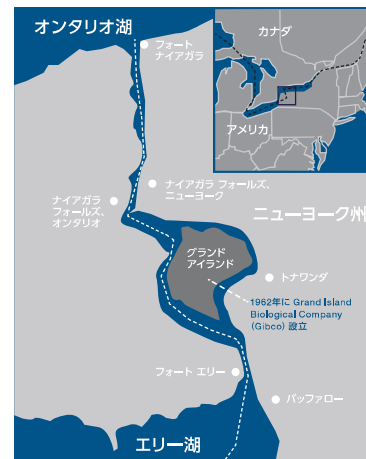 オンタリオ湖
フォート
ナイアガラ
カナダ
アメリカ
ナイアガラ
フォールズ、
オンタリオ
ナイアガラ フォールズ、
ニューヨーク
ニューヨーク州
グランド
アイランド
トナワンダ
1962年に Grand Island
Biological Company
(Gibco) 設立
フォート エリー
バッファロー
エリー湖